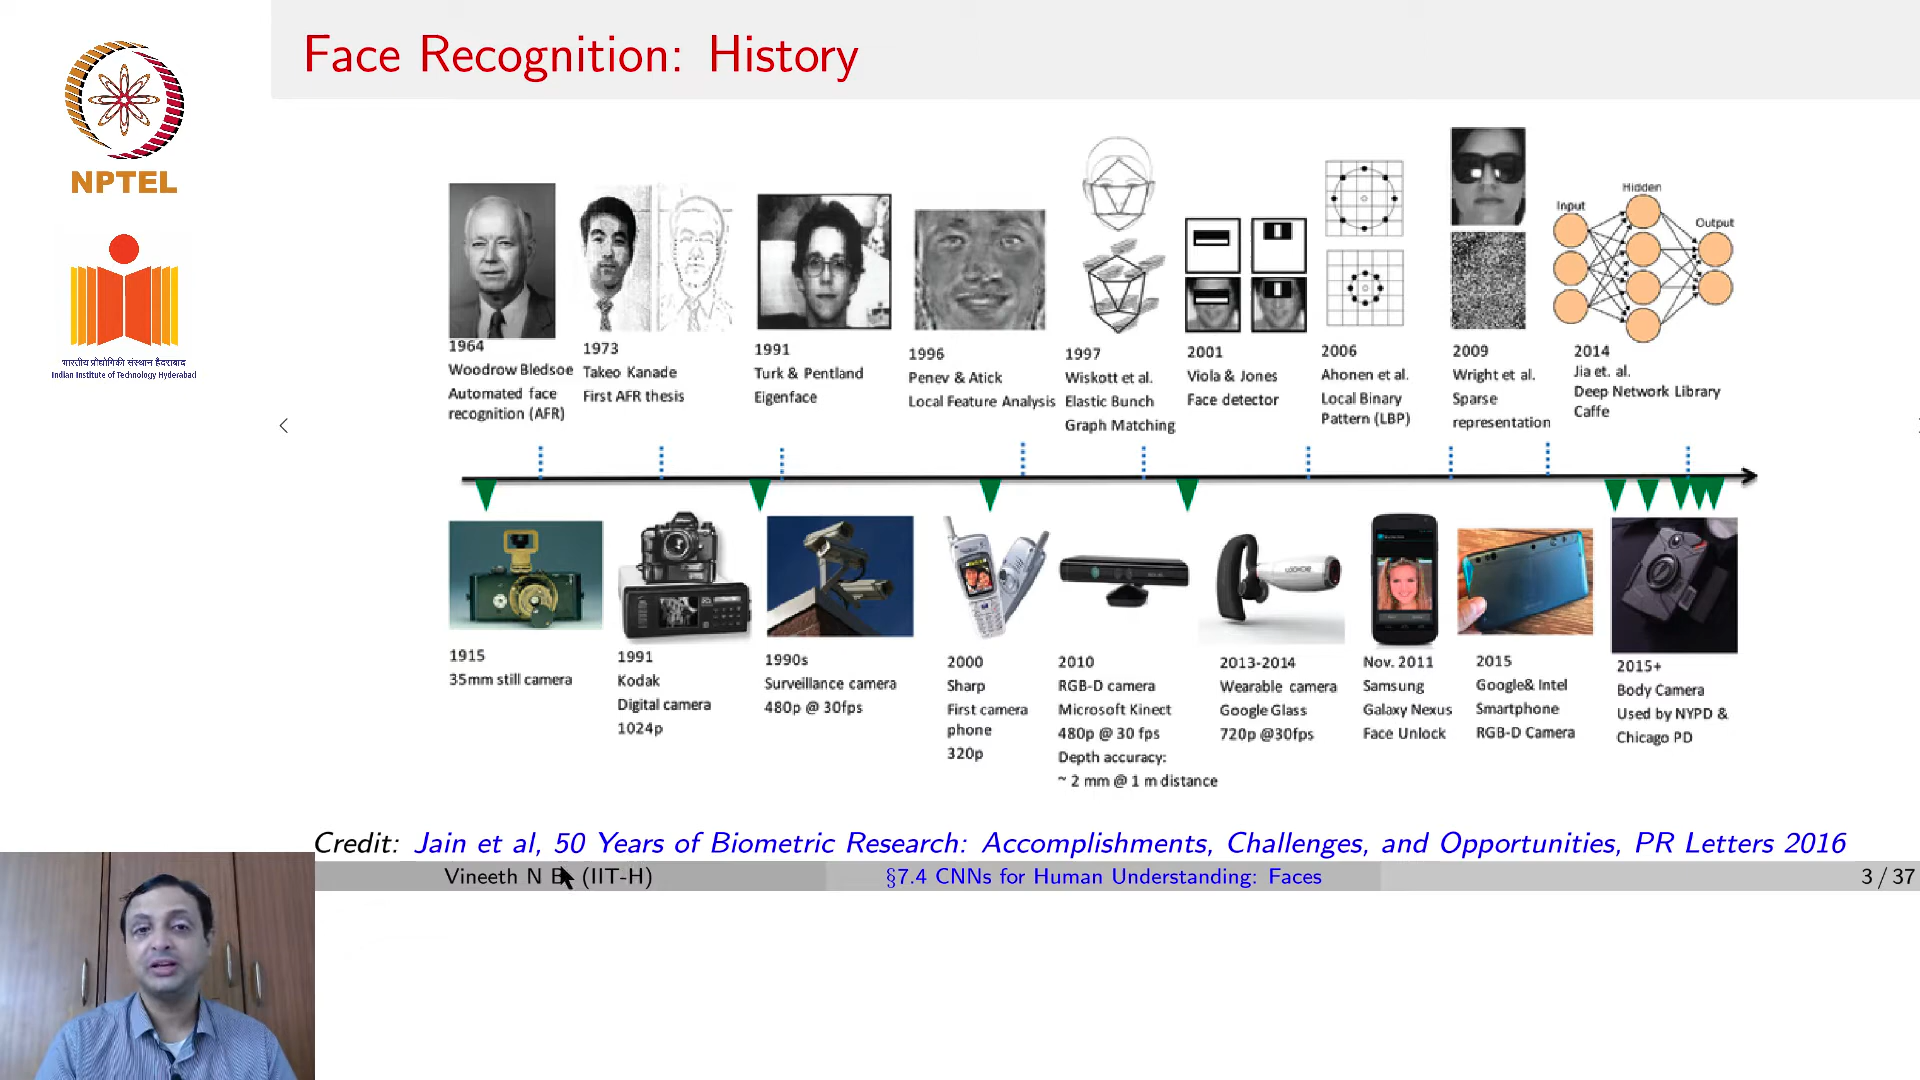 Face Recognition: History
NPTEL
भारतीय प्रौद्योगिकी संस्थान हैदराबाद
Indian Institute of Technology Hyderabad
Input
Hidden
Output
1964
Woodrow Bledsoe
Automated face
recognition (AFR)
1973
Takeo Kanade
First AFR thesis
1991
Turk & Pentland
Eigenface
1996
Penev & Atick
Local Feature Analysis
1997
Wiskott et al.
Elastic Bunch
Graph Matching
2001
Viola & Jones
Face detector
2006
Ahonen et al.
Local Binary
Pattern (LBP)
2009
Wright et al.
Sparse
representation
2014
Jia et. al.
Deep Network Library
Caffe
1915
35mm still camera
1991
Kodak
Digital camera
1024p
1990s
Surveillance camera
480p @ 30fps
2000
Sharp
First camera
phone
320p
2010
RGB-D camera
Microsoft Kinect
480p @ 30 fps
Depth accuracy:
~ 2 mm @ 1 m distance
2013-2014
Wearable camera
Google Glass
720p @30fps
Nov. 2011
Samsung
Galaxy Nexus
Face Unlock
2015
Google& Intel
Smartphone
RGB-D Camera
2015+
Body Camera
Used by NYPD &
Chicago PD
Credit: Jain et al, 50 Years of Biometric Research: Accomplishments, Challenges, and Opportunities, PR Letters 2016
Vineeth N B (IIT-H)
§7.4 CNNs for Human Understanding: Faces
3 / 37